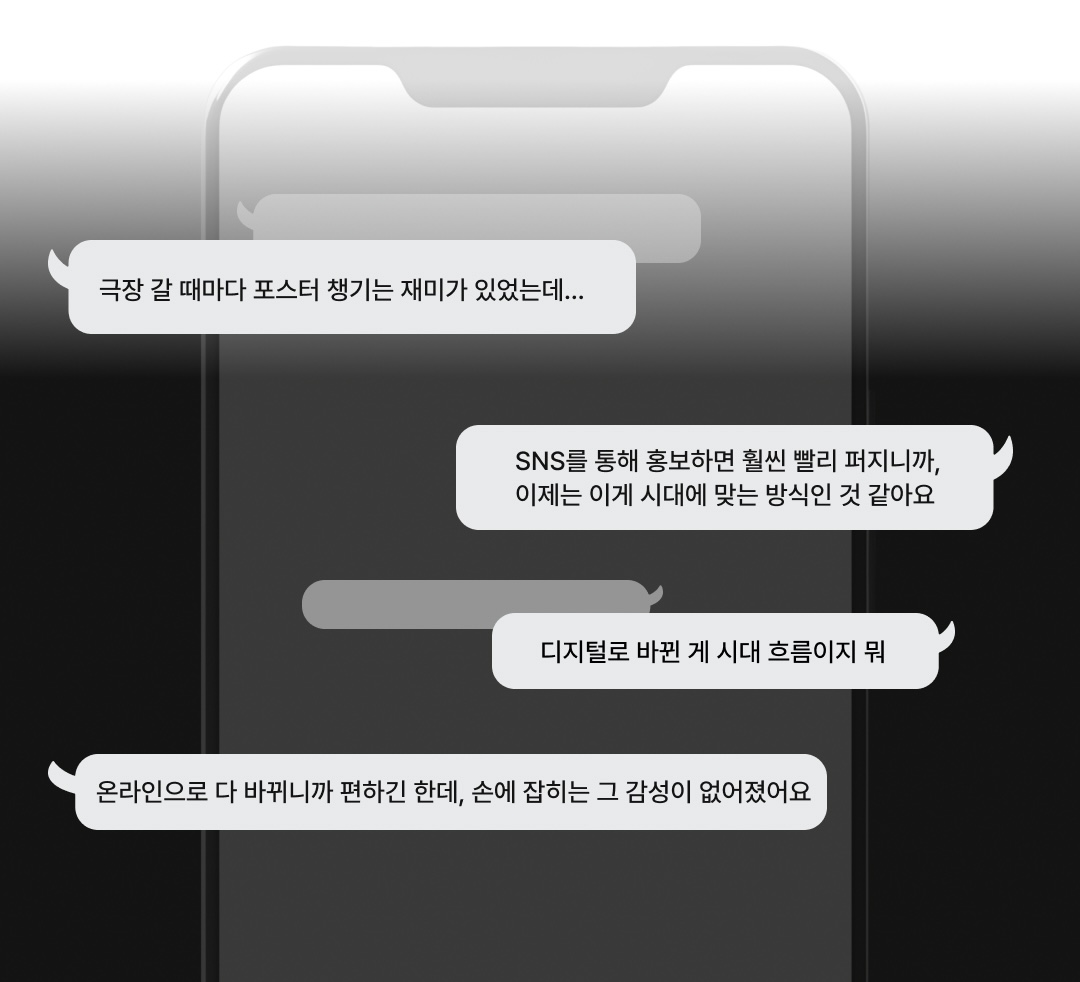 극장 갈 때마다 포스터 챙기는 재미가 있었는데...
SNS를 통해 홍보하면 훨씬 빨리 퍼지니까,
이제는 이게 시대에 맞는 방식인 것 같아요
디지털로 바뀐 게 시대 흐름이지 뭐
온라인으로 다 바뀌니까 편하긴 한데, 손에 잡히는 그 감성이 없어졌어요